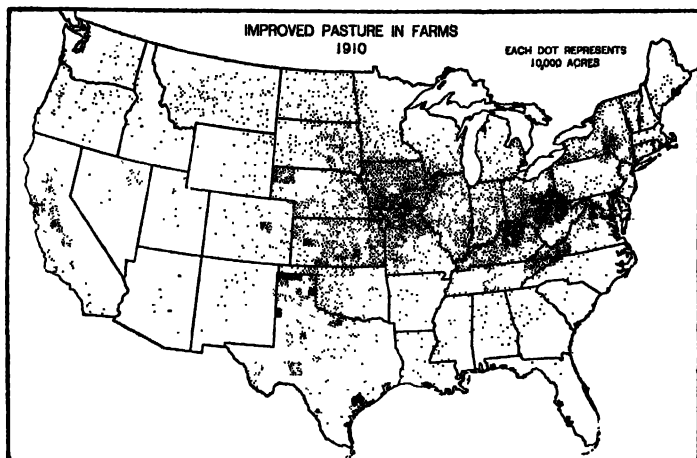 IMPROVED PASTURE IN FARMS
1910
EACH DOT REPRESENTS
10,000 ACRES